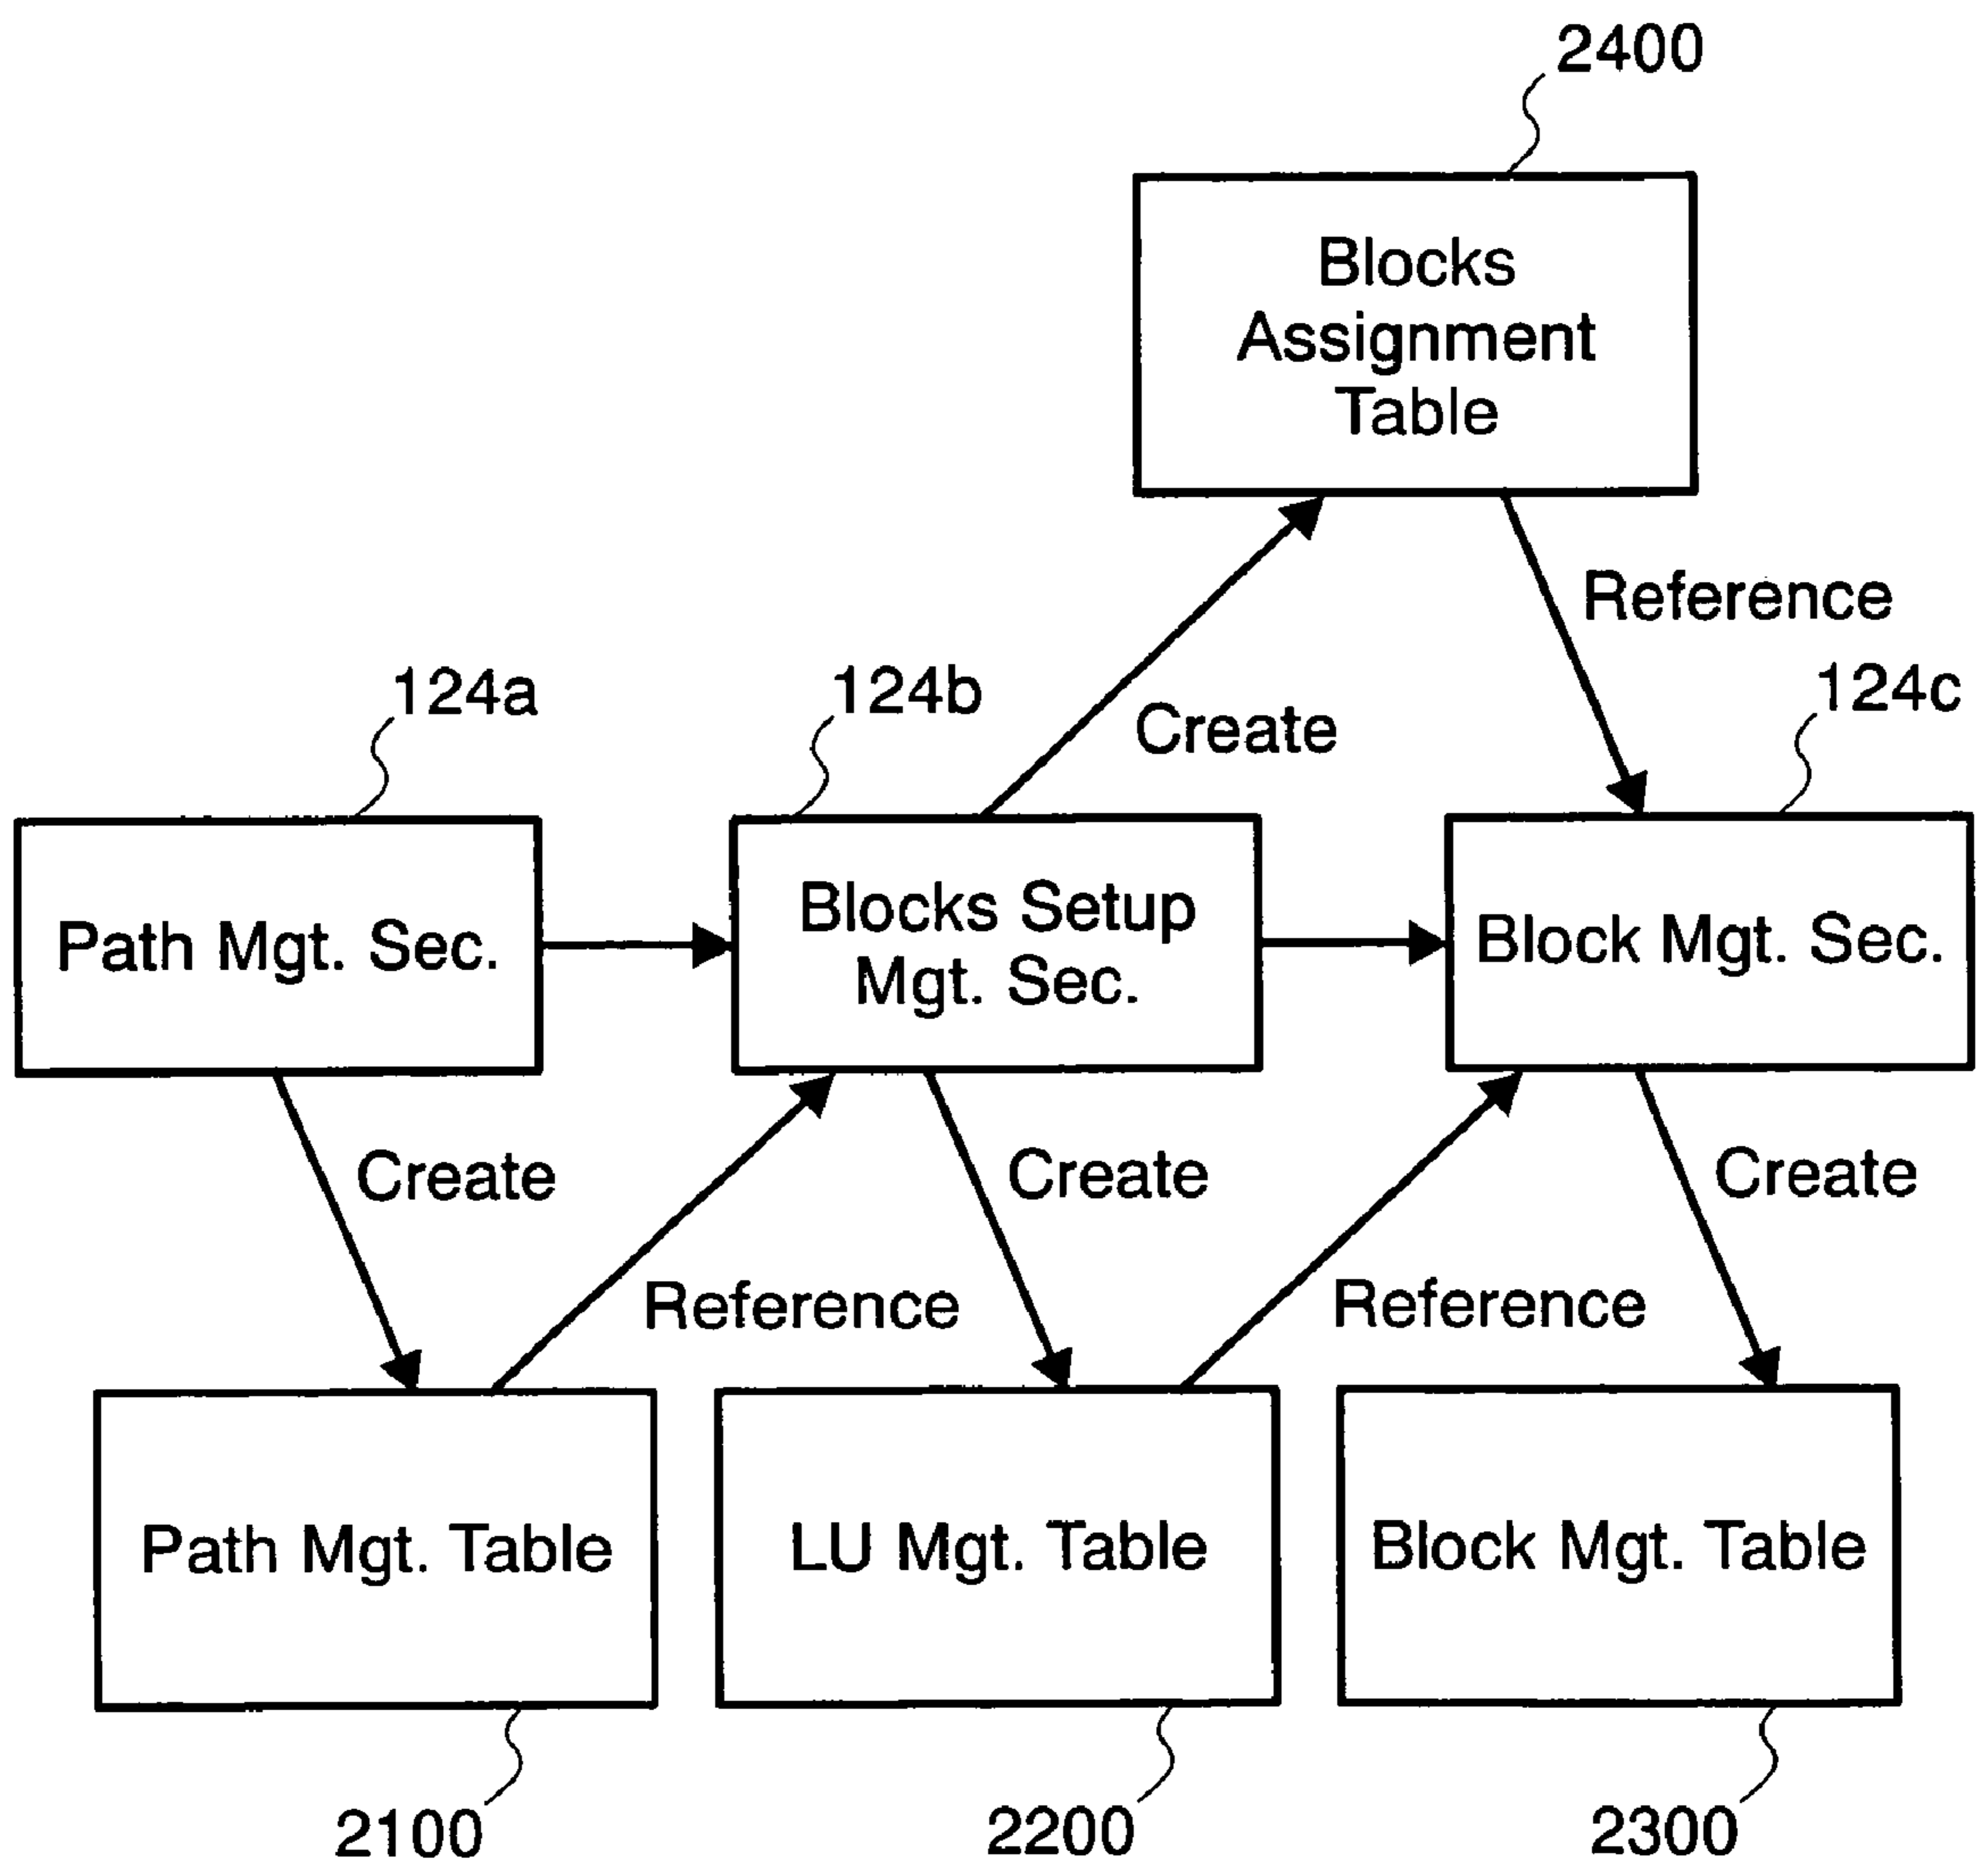 2400
Blocks
Assignment
Table
Reference
124a
124b
Create
124c
Path Mgt. Sec.
Blocks Setup
Mgt. Sec.
Block Mgt. Sec.
Create
Create
Create
Reference
Reference
Path Mgt. Table
LU Mgt. Table
Block Mgt. Table
2100
2200
2300